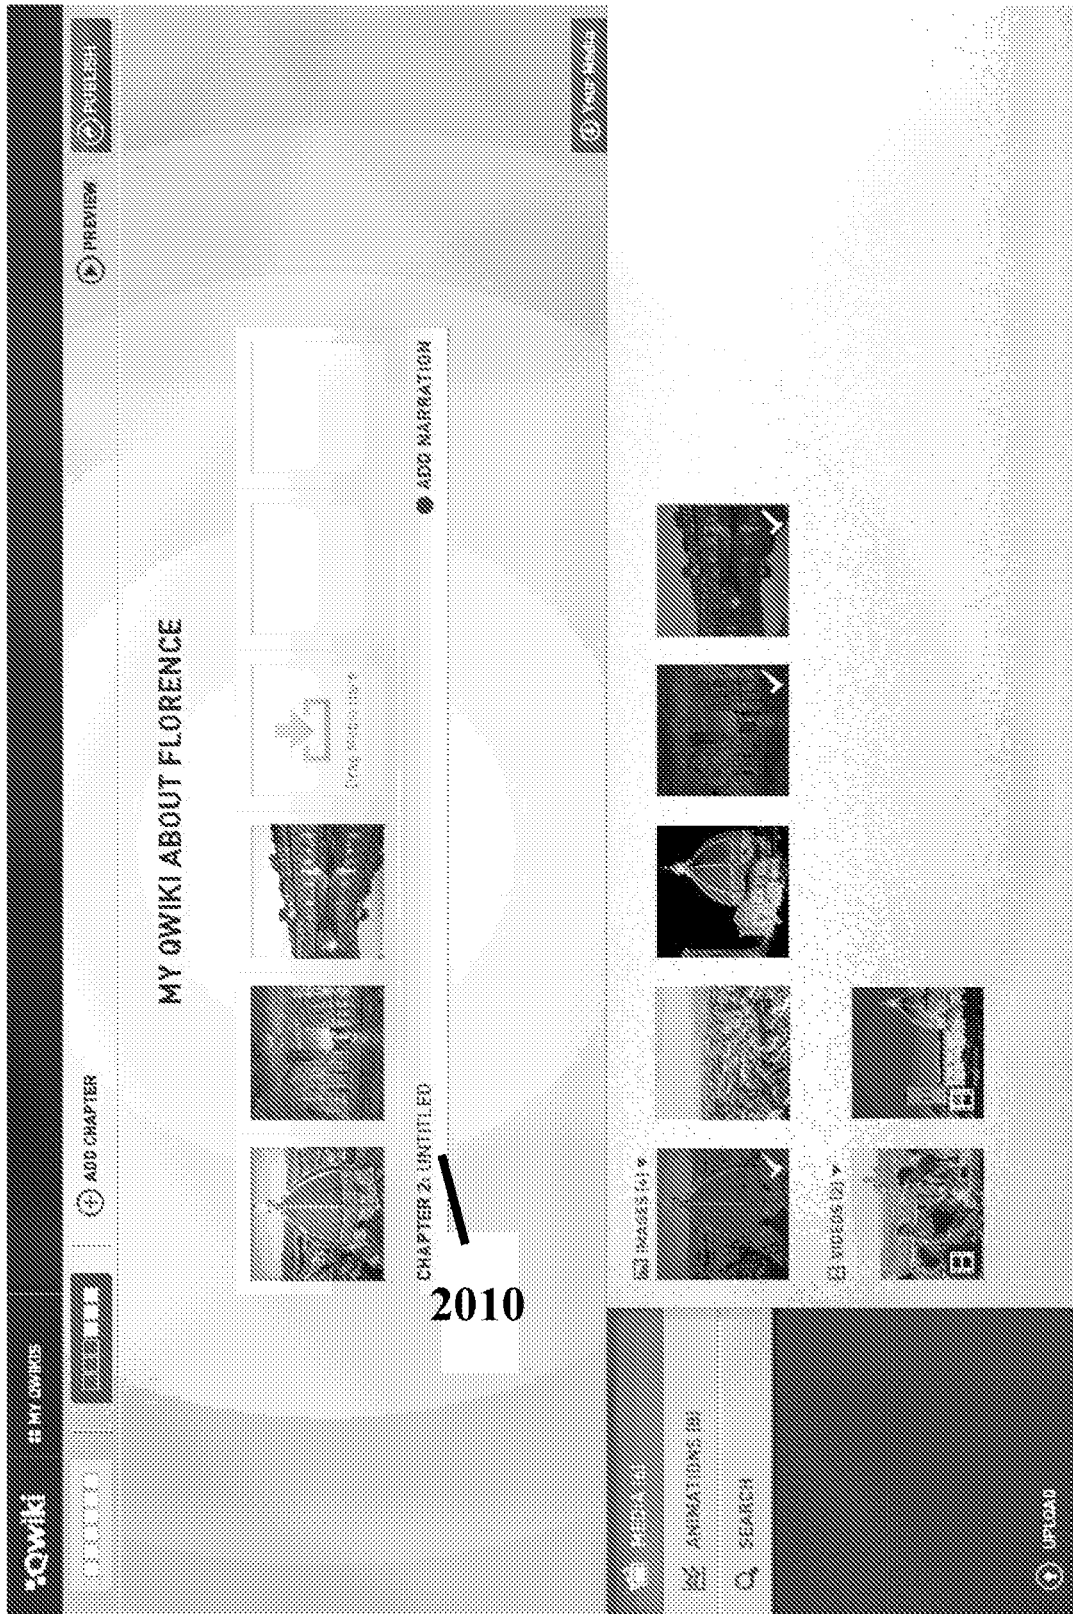 Qwiki
MY QWIKIS
ADD CHAPTER
PREVIEW
PUBLISH
MY QWIKI ABOUT FLORENCE
CHAPTER 2: UNTITLED
ADD NARRATION
2010
IMAGES
VIDEOS (2)
ANIMATIONS
SEARCH
UPLOAD